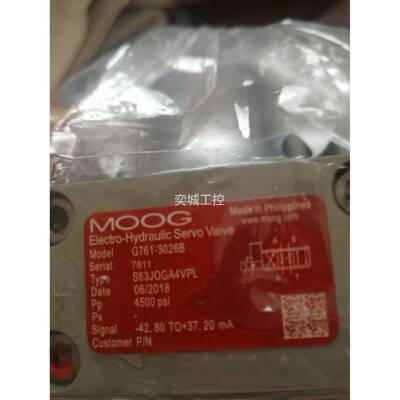 MOOG
Made in Philippines
www.moog.com
Electro-Hydraulic Servo Valve
Model G761-3026B
Serial 7811
Type S63JOGA4VPL
Date 06/2018
Pp 4500 psi
Px -
Signal -42.80 TO+37.20 mA
Customer P/N
A B
P T
奕城工控